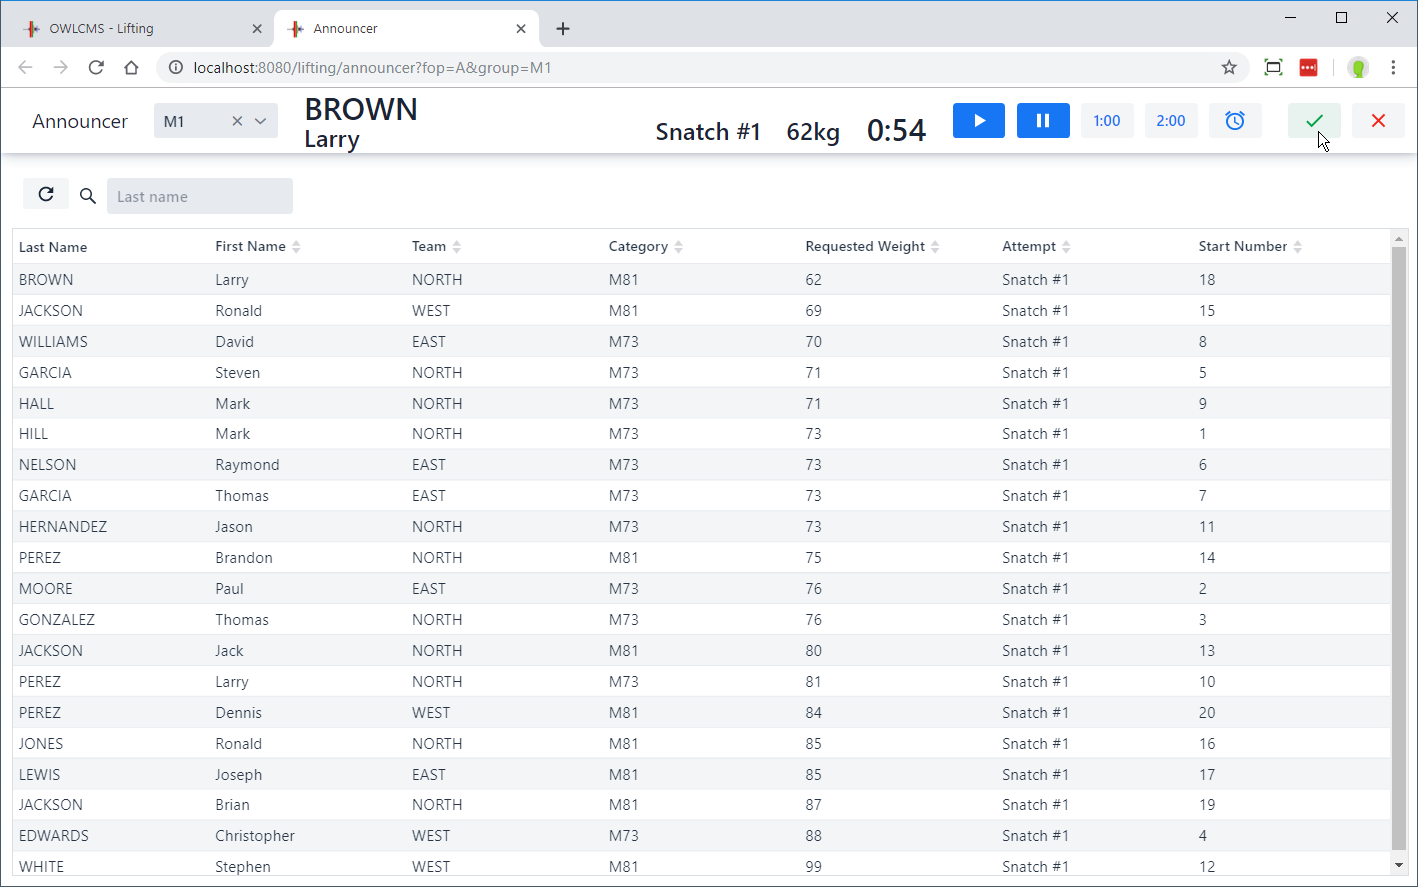 OWLCMS - Lifting
Announcer
localhost:8080/lifting/announcer?fop=A&group=M1
Announcer
M1
BROWN
Larry
Snatch #1 62kg 0:54
1:00 2:00
Last name
Last Name First Name Team Category Requested Weight Attempt Start Number
BROWN Larry NORTH M81 62 Snatch #1 18
JACKSON Ronald WEST M81 69 Snatch #1 15
WILLIAMS David EAST M73 70 Snatch #1 8
GARCIA Steven NORTH M73 71 Snatch #1 5
HALL Mark NORTH M73 71 Snatch #1 9
HILL Mark NORTH M73 73 Snatch #1 1
NELSON Raymond EAST M73 73 Snatch #1 6
GARCIA Thomas EAST M73 73 Snatch #1 7
HERNANDEZ Jason NORTH M73 73 Snatch #1 11
PEREZ Brandon NORTH M81 75 Snatch #1 14
MOORE Paul EAST M73 76 Snatch #1 2
GONZALEZ Thomas NORTH M73 76 Snatch #1 3
JACKSON Jack NORTH M81 80 Snatch #1 13
PEREZ Larry NORTH M73 81 Snatch #1 10
PEREZ Dennis WEST M81 84 Snatch #1 20
JONES Ronald NORTH M81 85 Snatch #1 16
LEWIS Joseph EAST M81 85 Snatch #1 17
JACKSON Brian NORTH M81 87 Snatch #1 19
EDWARDS Christopher WEST M73 88 Snatch #1 4
WHITE Stephen WEST M81 99 Snatch #1 12